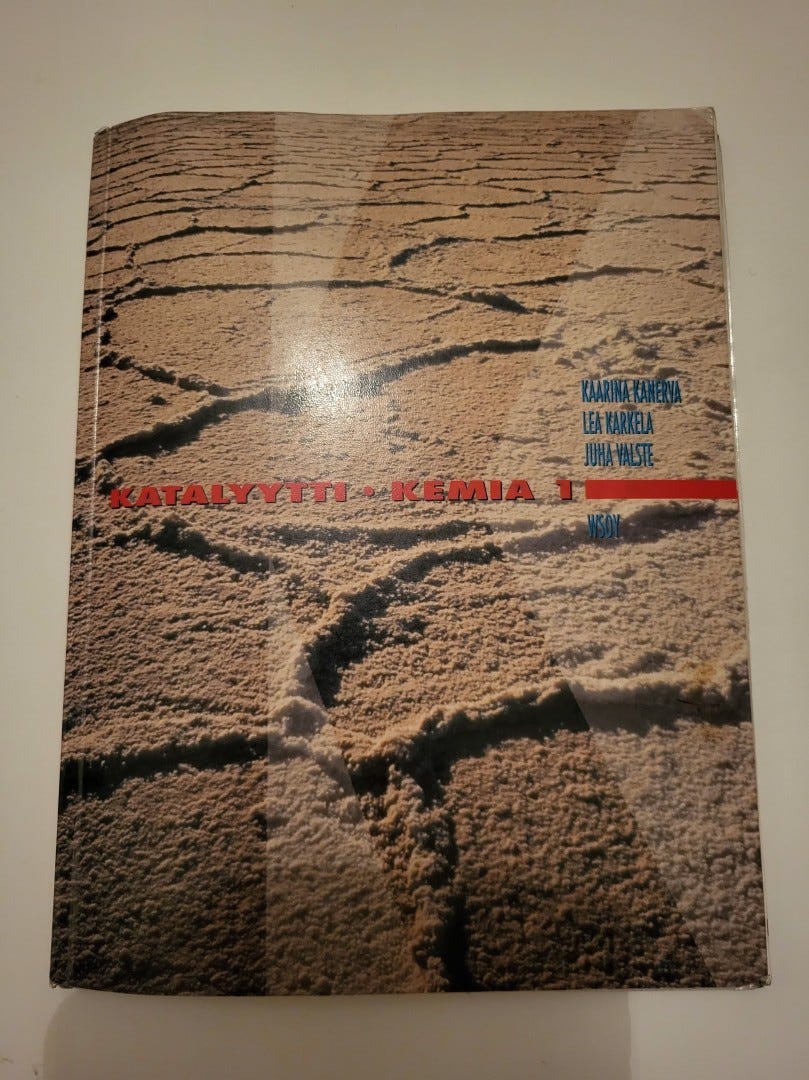 KAARINA KANERVA
LEA KARKELA
JUHA VALSTE
KATALYYTTI · KEMIA 1
WSOY